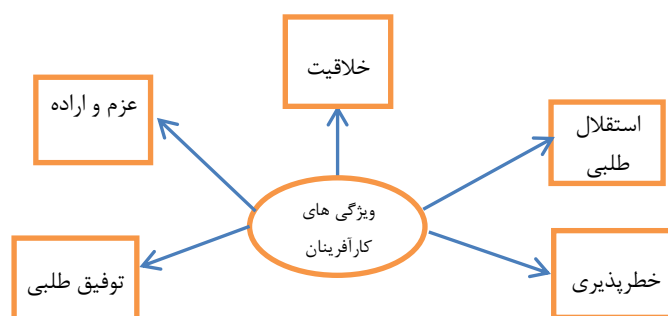 خلاقیت
عزم و اراده
استقلال
طلبی
ویژگی های
کارآفرینان
توفیق طلبی
خطرپذیری